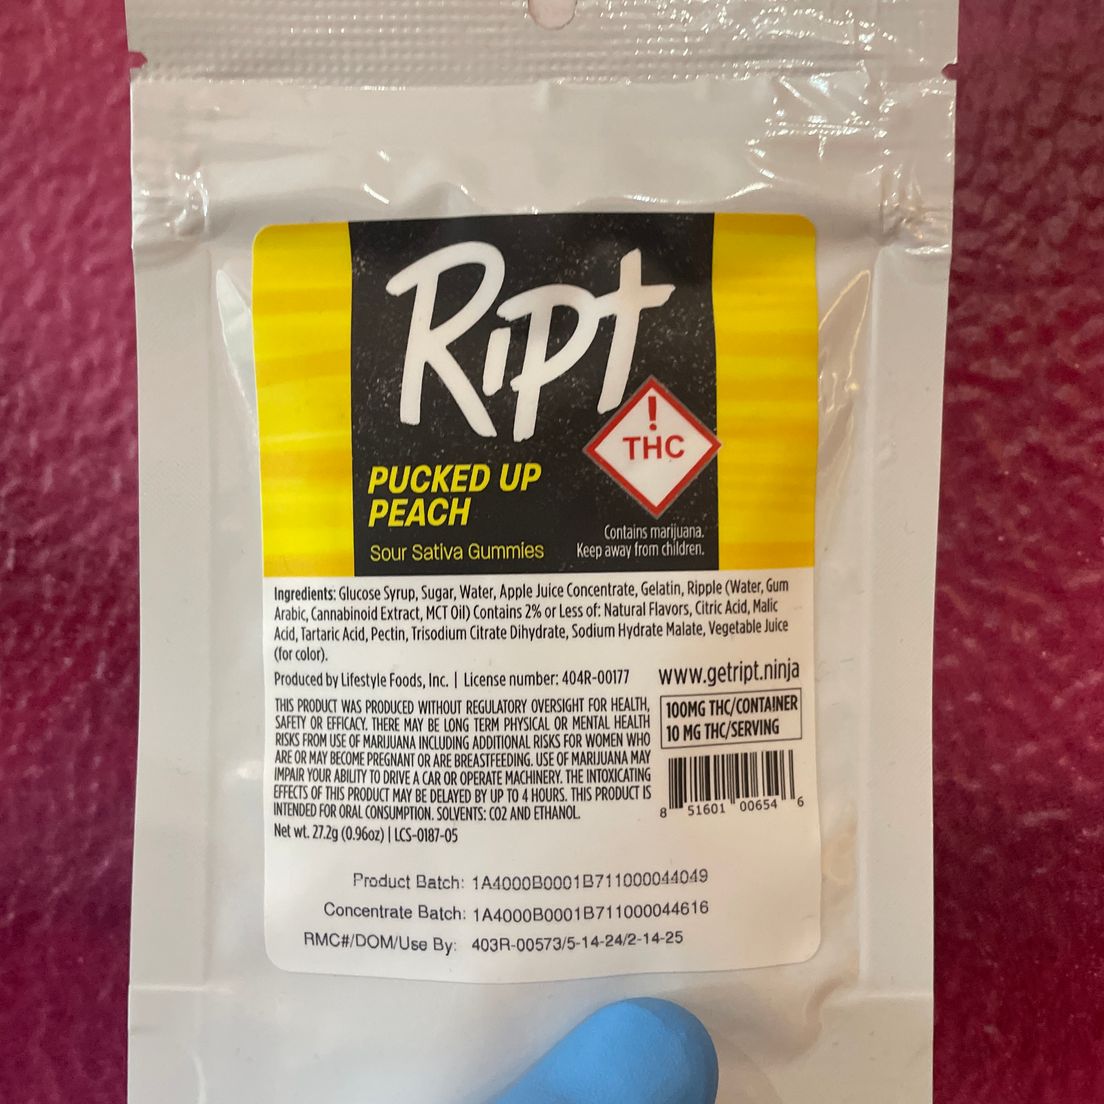 Ript
!
THC
PUCKED UP
PEACH
Sour Sativa Gummies
Contains marijuana.
Keep away from children.
Ingredients: Glucose Syrup, Sugar, Water, Apple Juice Concentrate, Gelatin, Ripple (Water, Gum
Arabic, Cannabinoid Extract, MCT Oil) Contains 2% or Less of: Natural Flavors, Citric Acid, Malic
Acid, Tartaric Acid, Pectin, Trisodium Citrate Dihydrate, Sodium Hydrate Malate, Vegetable Juice
(for color).
Produced by Lifestyle Foods, Inc. | License number: 404R-00177
www.getript.ninja
THIS PRODUCT WAS PRODUCED WITHOUT REGULATORY OVERSIGHT FOR HEALTH,
SAFETY OR EFFICACY. THERE MAY BE LONG TERM PHYSICAL OR MENTAL HEALTH
RISKS FROM USE OF MARIJUANA INCLUDING ADDITIONAL RISKS FOR WOMEN WHO
ARE OR MAY BECOME PREGNANT OR ARE BREASTFEEDING. USE OF MARIJUANA MAY
IMPAIR YOUR ABILITY TO DRIVE A CAR OR OPERATE MACHINERY. THE INTOXICATING
EFFECTS OF THIS PRODUCT MAY BE DELAYED BY UP TO 4 HOURS. THIS PRODUCT IS
INTENDED FOR ORAL CONSUMPTION. SOLVENTS: CO2 AND ETHANOL.
Net wt. 27.2g (0.96oz) | LCS-0187-05
100MG THC/CONTAINER
10 MG THC/SERVING
8 51601 00654 6
Product Batch: 1A4000B0001B711000044049
Concentrate Batch: 1A4000B0001B711000044616
RMC#/DOM/Use By: 403R-00573/5-14-24/2-14-25